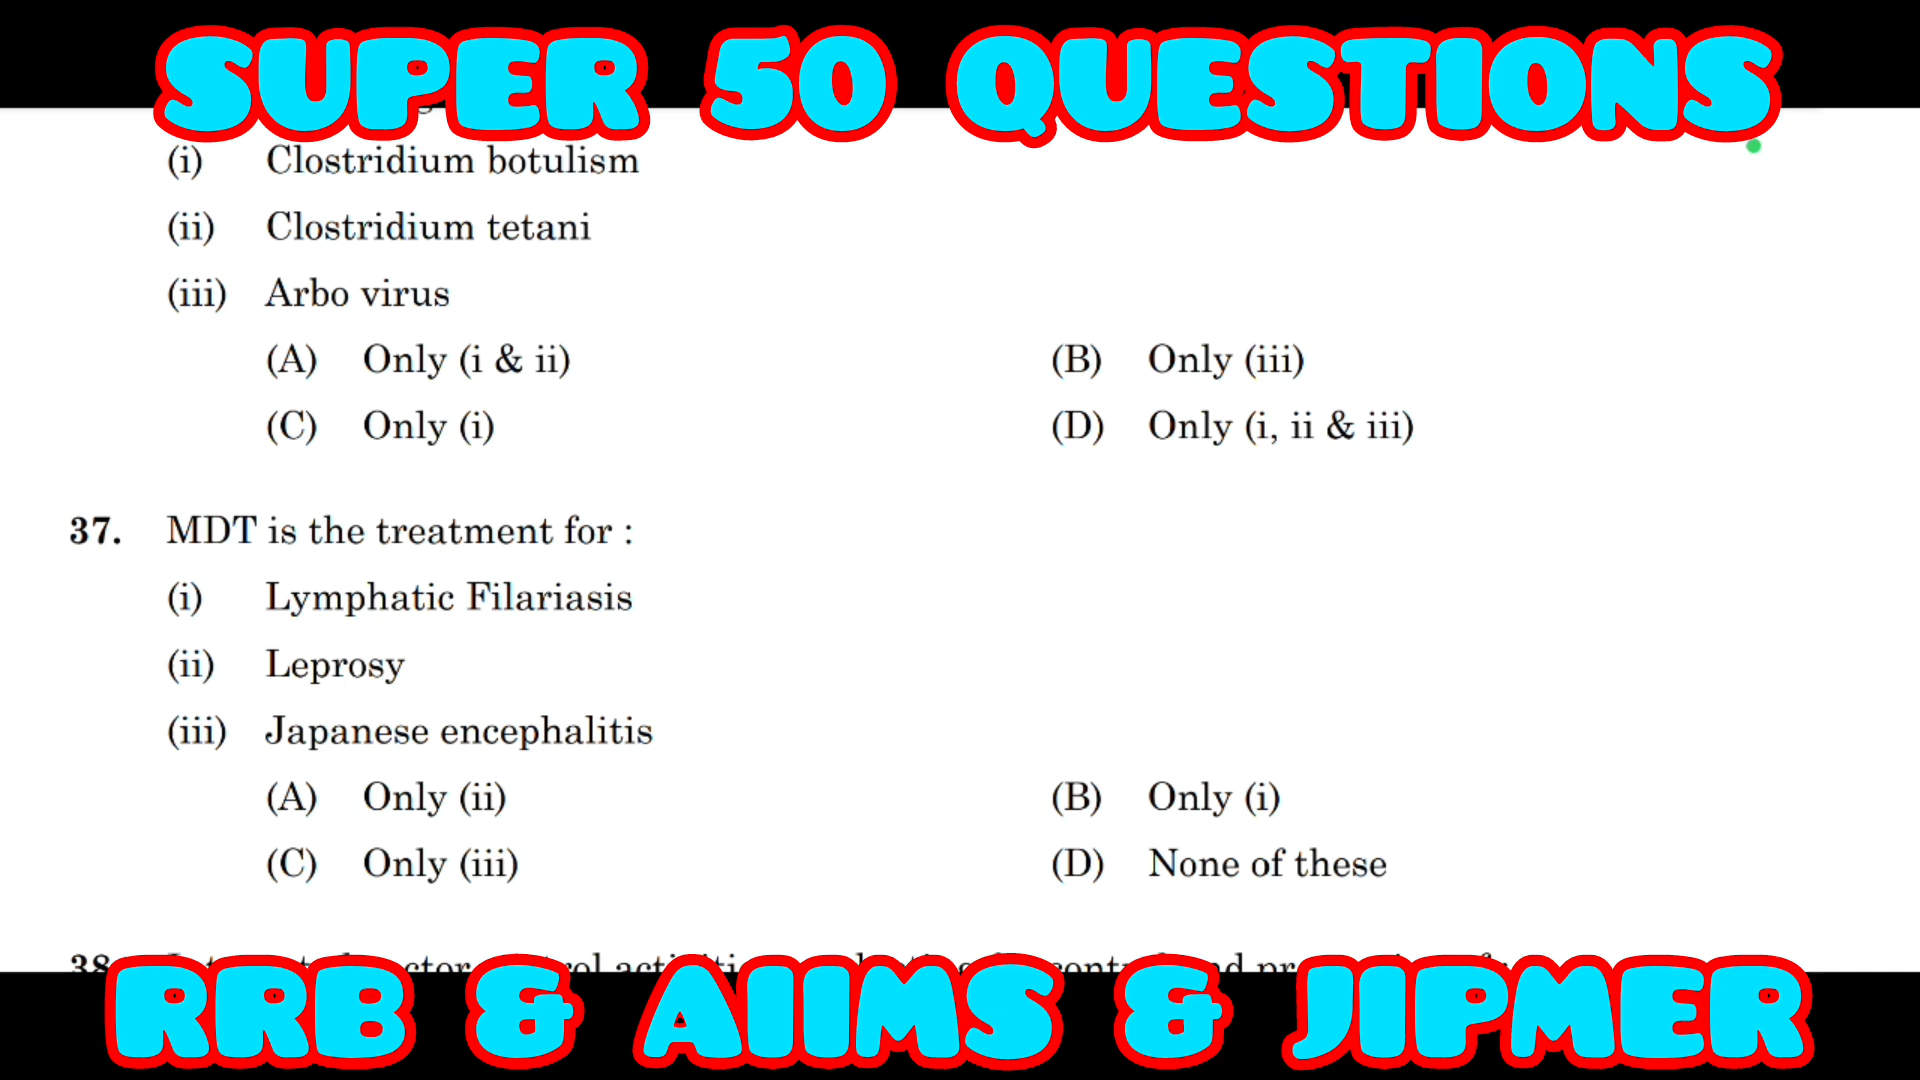 SUPER 50 QUESTIONS
(i) Clostridium botulism
(ii) Clostridium tetani
(iii) Arbo virus
(A) Only (i & ii) (B) Only (iii)
(C) Only (i) (D) Only (i, ii & iii)
37. MDT is the treatment for :
(i) Lymphatic Filariasis
(ii) Leprosy
(iii) Japanese encephalitis
(A) Only (ii) (B) Only (i)
(C) Only (iii) (D) None of these
38
RRB & AIIMS & JIPMER